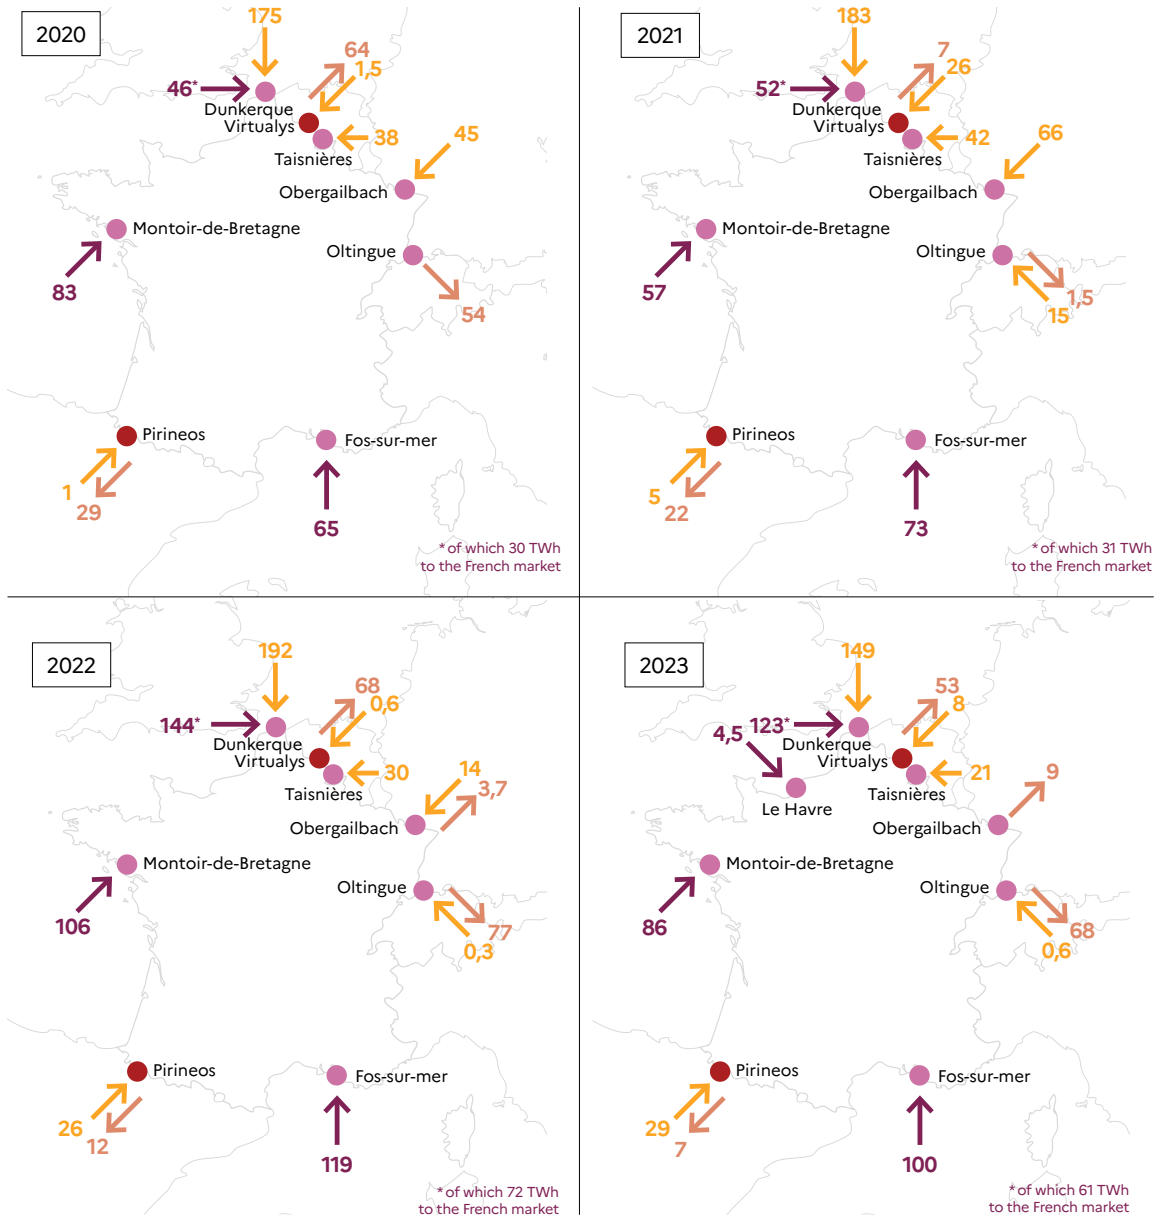 2020
175
64
1,5
46*
Dunkerque
Virtualys
38
45
Taisnières
Obergailbach
Montoir-de-Bretagne
83
Oltingue
54
Pirineos
1
29
Fos-sur-mer
65
* of which 30 TWh
to the French market
2021
183
7
26
52*
Dunkerque
Virtualys
42
66
Taisnières
Obergailbach
Montoir-de-Bretagne
57
Oltingue
1,5
15
Pirineos
5
22
Fos-sur-mer
73
* of which 31 TWh
to the French market
2022
192
68
0,6
144*
Dunkerque
Virtualys
30
14
3,7
Taisnières
Obergailbach
Montoir-de-Bretagne
106
Oltingue
77
0,3
Pirineos
26
12
Fos-sur-mer
119
* of which 72 TWh
to the French market
2023
149
53
8
4,5
123*
Dunkerque
Virtualys
21
9
Taisnières
Le Havre
Obergailbach
Montoir-de-Bretagne
86
Oltingue
68
0,6
Pirineos
29
7
Fos-sur-mer
100
* of which 61 TWh
to the French market